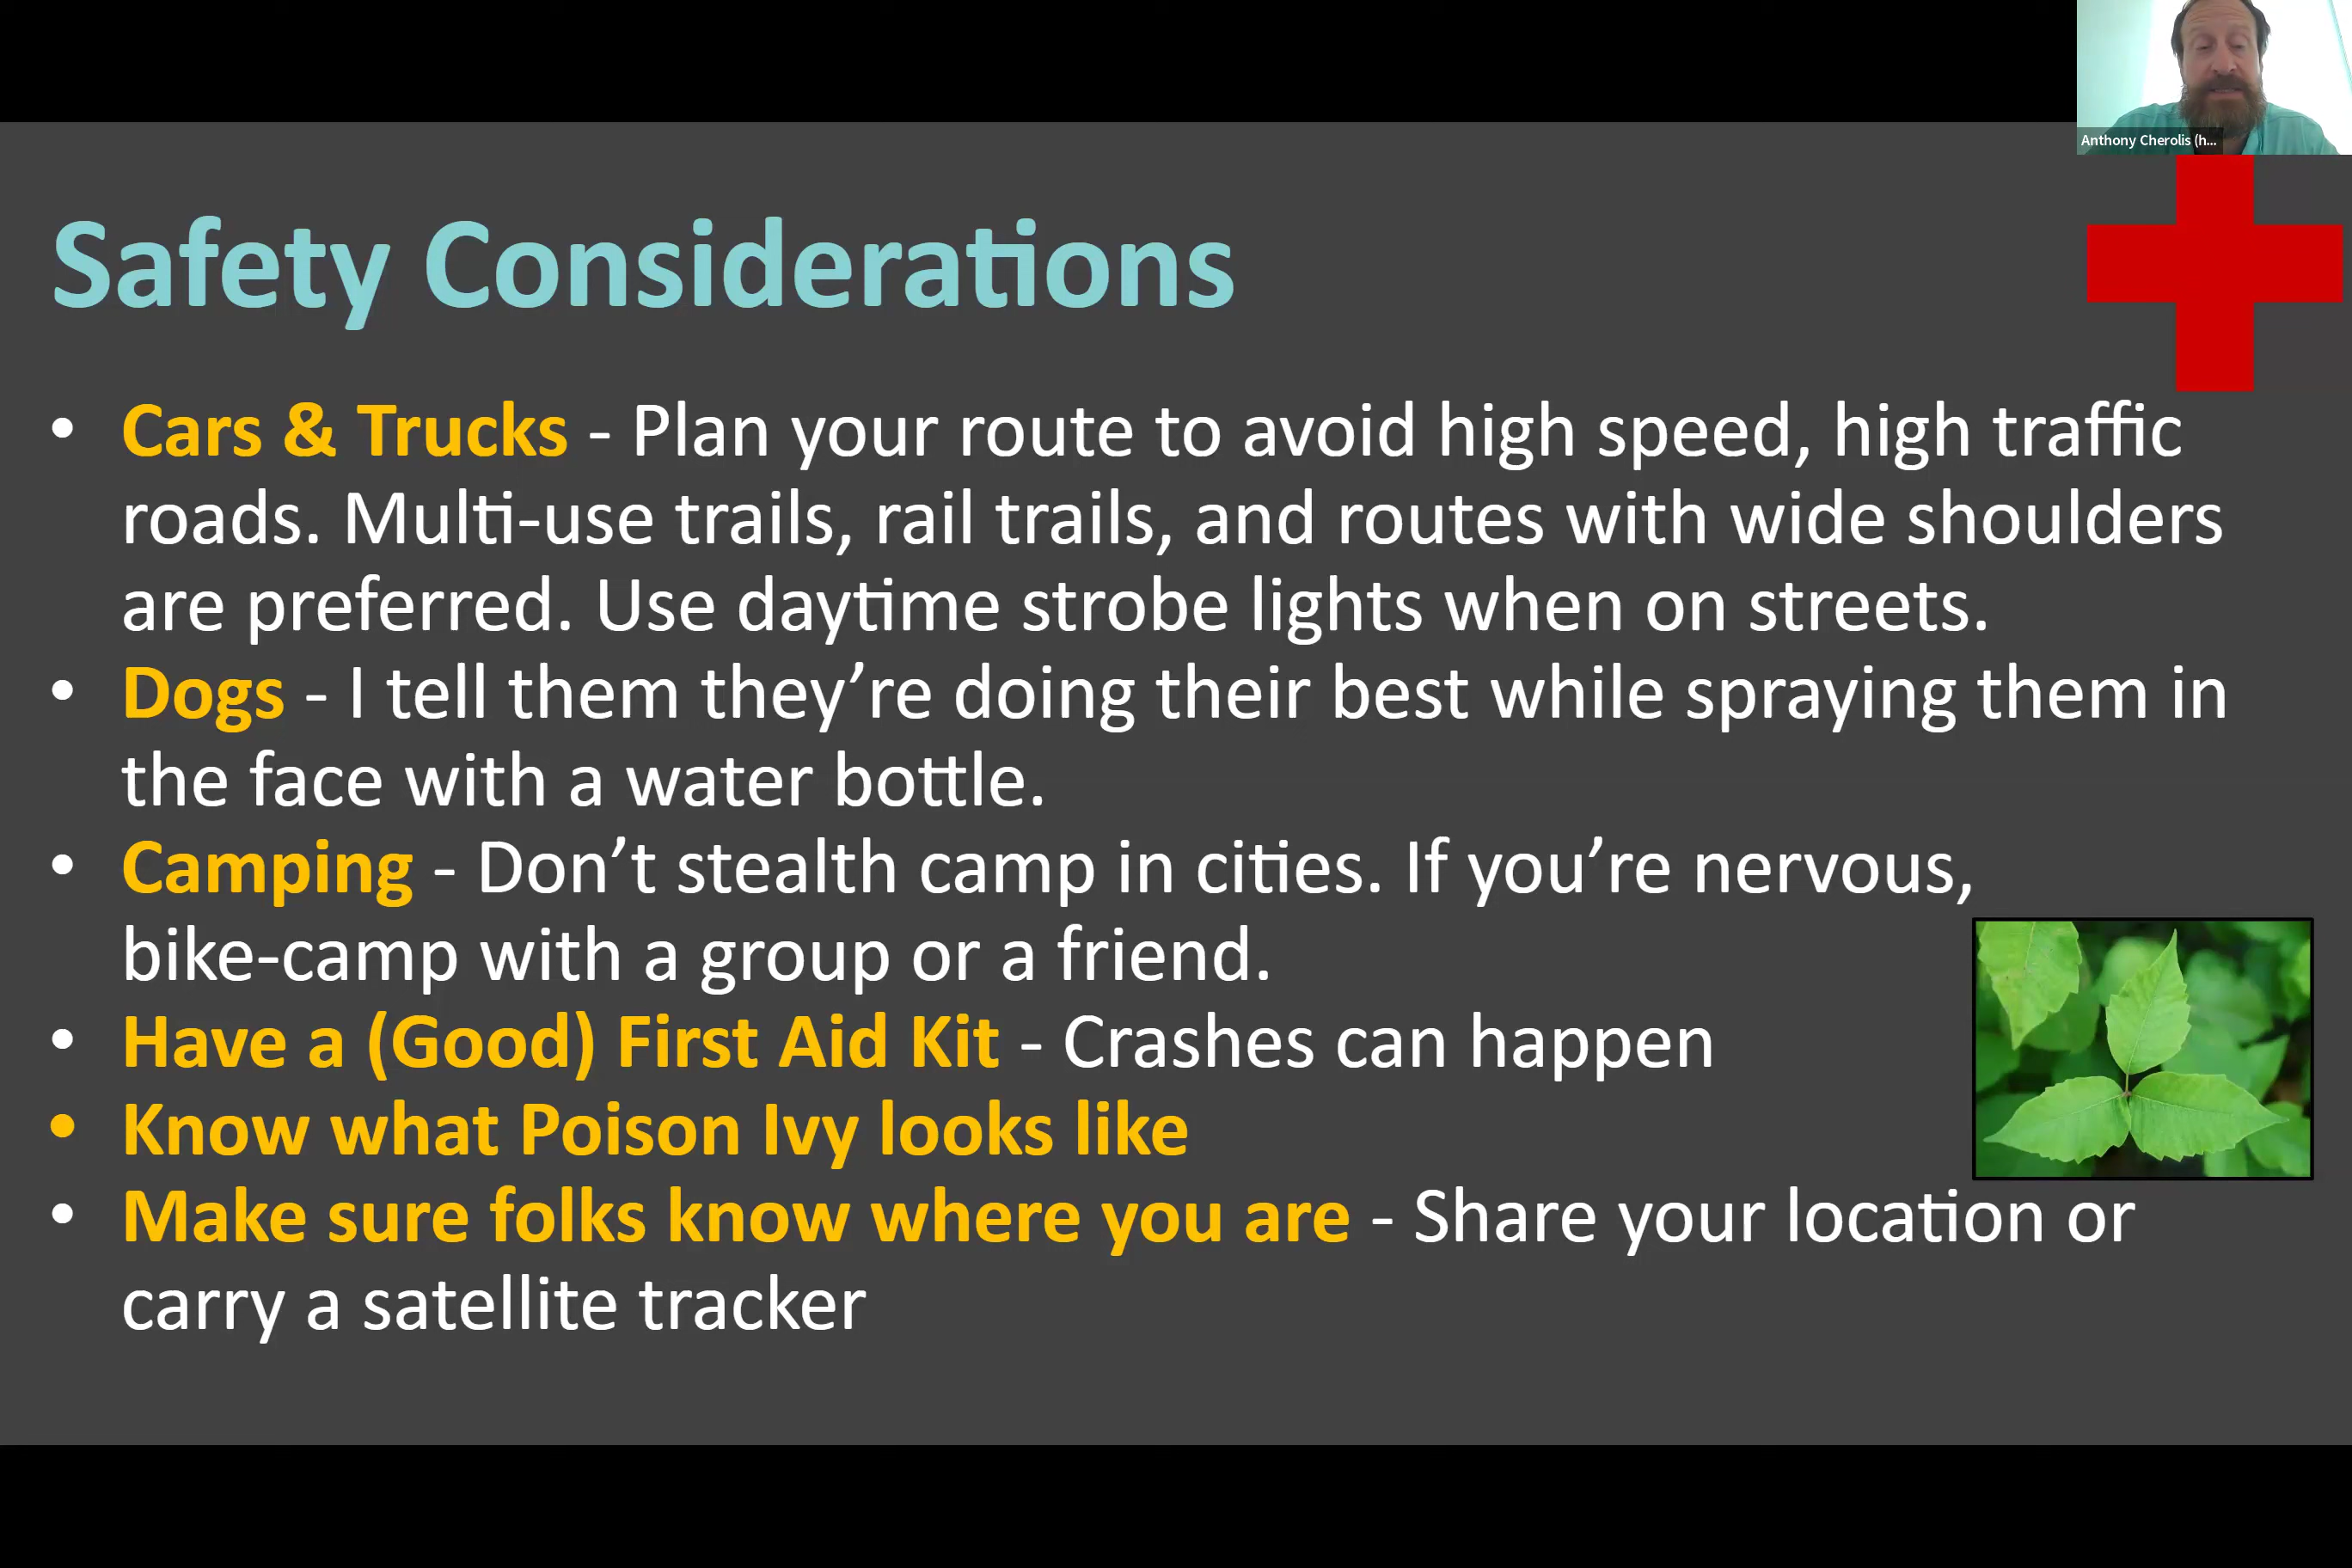 Anthony Cherolis (h...
Safety Considerations
• Cars & Trucks - Plan your route to avoid high speed, high traffic
roads. Multi-use trails, rail trails, and routes with wide shoulders
are preferred. Use daytime strobe lights when on streets.
• Dogs - I tell them they’re doing their best while spraying them in
the face with a water bottle.
• Camping - Don’t stealth camp in cities. If you’re nervous,
bike-camp with a group or a friend.
• Have a (Good) First Aid Kit - Crashes can happen
• Know what Poison Ivy looks like
• Make sure folks know where you are - Share your location or
carry a satellite tracker